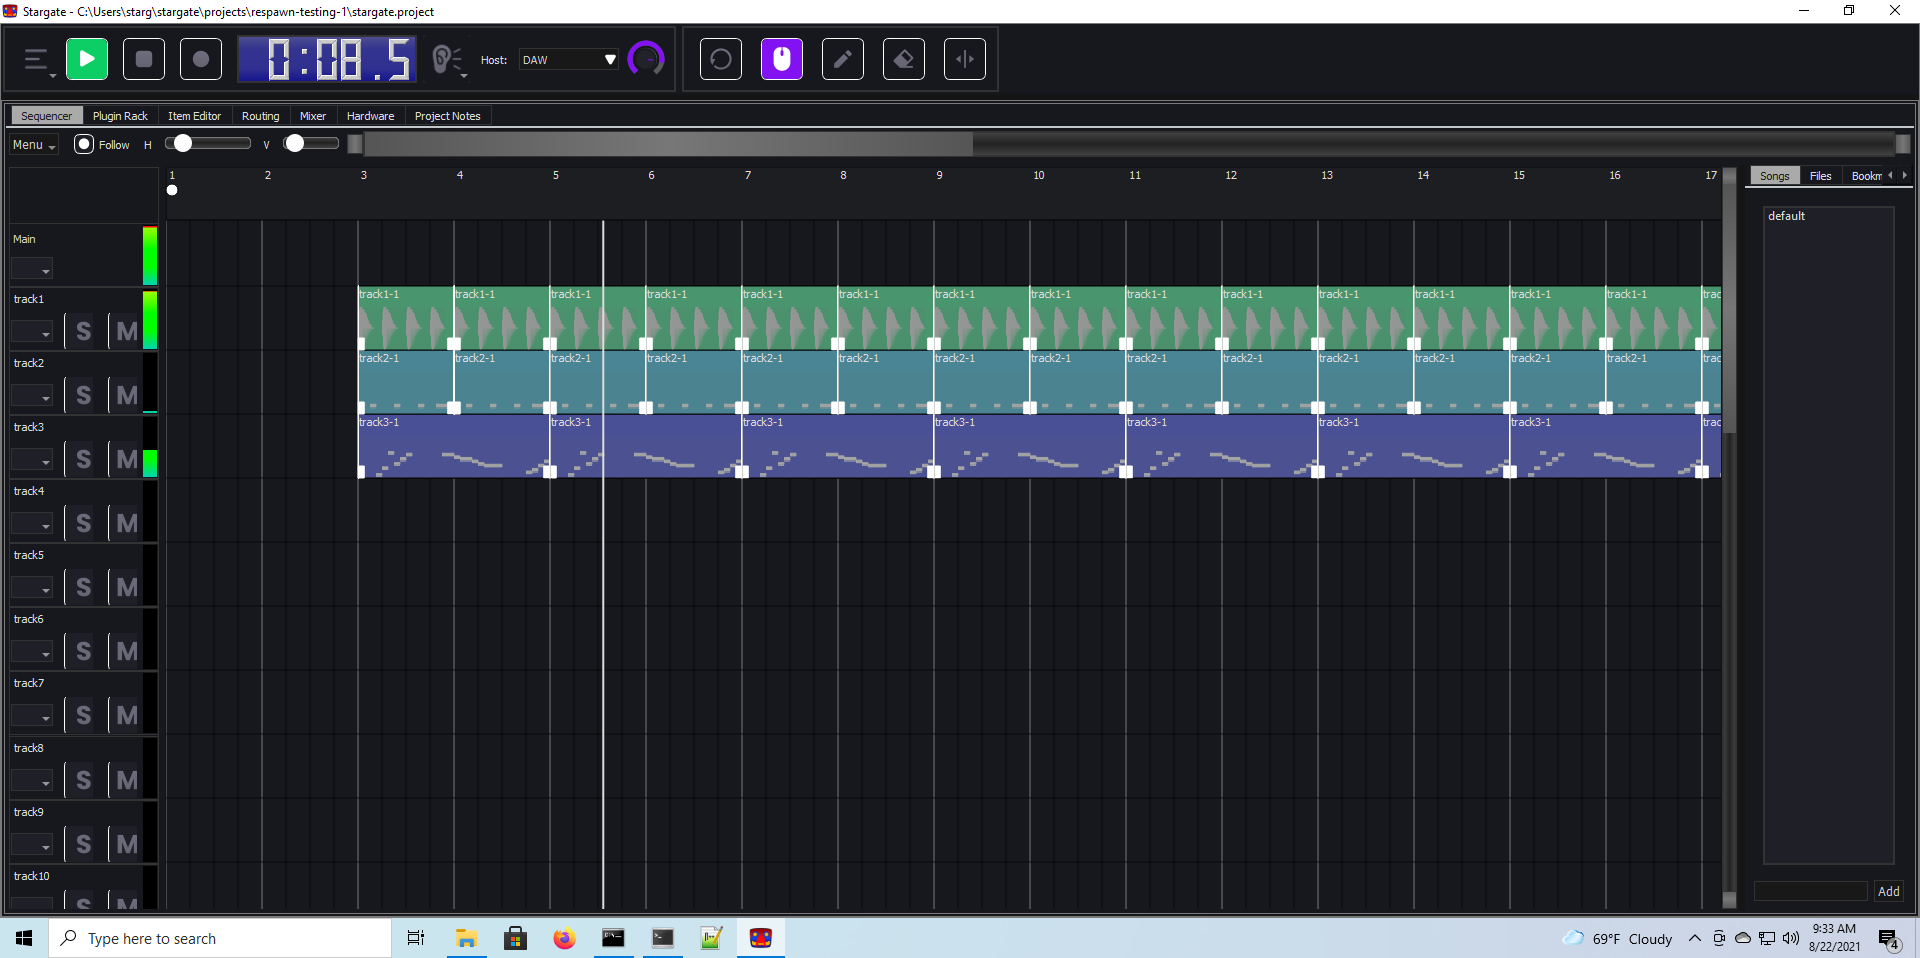 Stargate - C:\Users\starg\stargate\projects\respawn-testing-1\stargate.project
0:08.5
Host: DAW
Sequencer Plugin Rack Item Editor Routing Mixer Hardware Project Notes
Menu Follow H V
1 2 3 4 5 6 7 8 9 10 11 12 13 14 15 16 17
Songs Files Bookm
default
Main
track1
S M
track1-1 track1-1 track1-1 track1-1 track1-1 track1-1 track1-1 track1-1 track1-1 track1-1 track1-1 track1-1 track1-1 track1-1 trac
track2
S M
track2-1 track2-1 track2-1 track2-1 track2-1 track2-1 track2-1 track2-1 track2-1 track2-1 track2-1 track2-1 track2-1 track2-1 trac
track3
S M
track3-1 track3-1 track3-1 track3-1 track3-1 track3-1 track3-1 trac
track4
S M
track5
S M
track6
S M
track7
S M
track8
S M
track9
S M
track10
S M
Add
Type here to search
69°F Cloudy
9:33 AM
8/22/2021
4